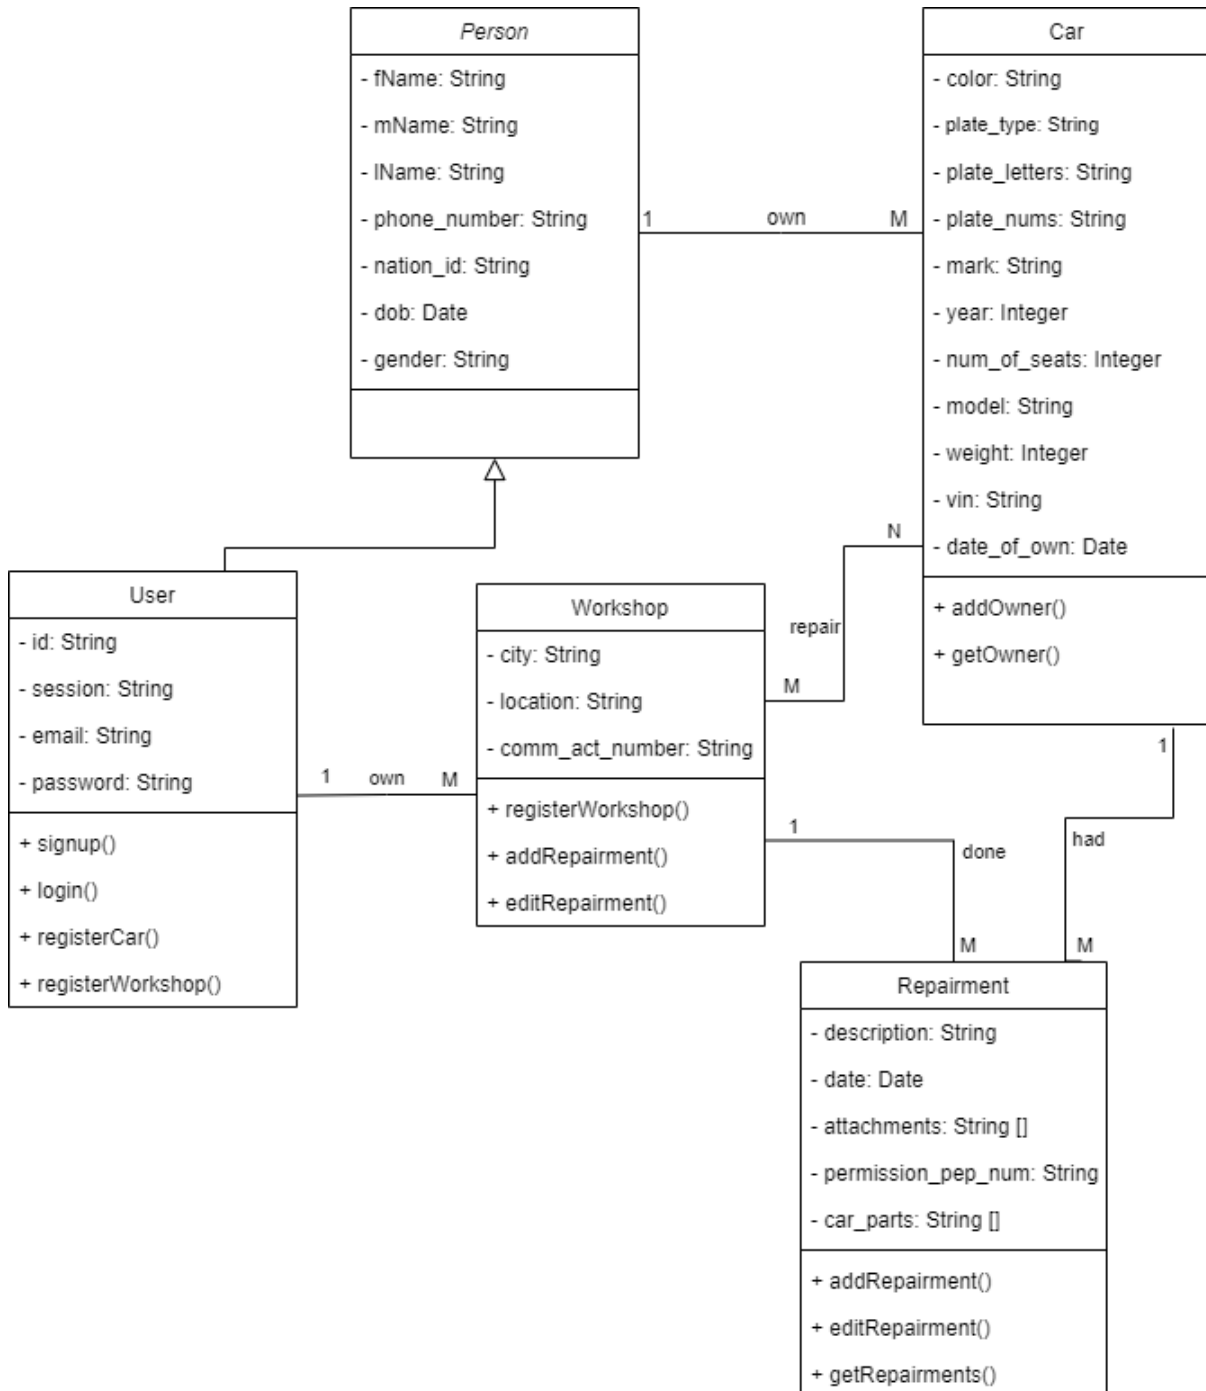 Person
- fName: String
- mName: String
- lName: String
- phone_number: String
- nation_id: String
- dob: Date
- gender: String
1 own M
Car
- color: String
- plate_type: String
- plate_letters: String
- plate_nums: String
- mark: String
- year: Integer
- num_of_seats: Integer
- model: String
- weight: Integer
- vin: String
- date_of_own: Date
+ addOwner()
+ getOwner()
User
- id: String
- session: String
- email: String
- password: String
+ signup()
+ login()
+ registerCar()
+ registerWorkshop()
1 own M
Workshop
- city: String
- location: String
- comm_act_number: String
+ registerWorkshop()
+ addRepairment()
+ editRepairment()
N
repair
M
1
done
M
1
had
M
Repairment
- description: String
- date: Date
- attachments: String []
- permission_pep_num: String
- car_parts: String []
+ addRepairment()
+ editRepairment()
+ getRepairments()